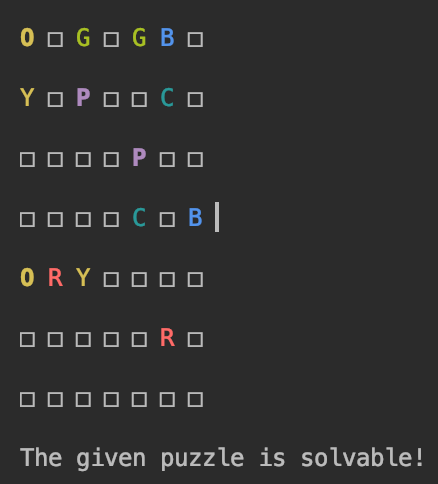 O □ G □ G B □
Y □ P □ □ C □
□ □ □ □ P □ □
□ □ □ □ C □ B
O R Y □ □ □ □
□ □ □ □ □ R □
□ □ □ □ □ □ □
The given puzzle is solvable!